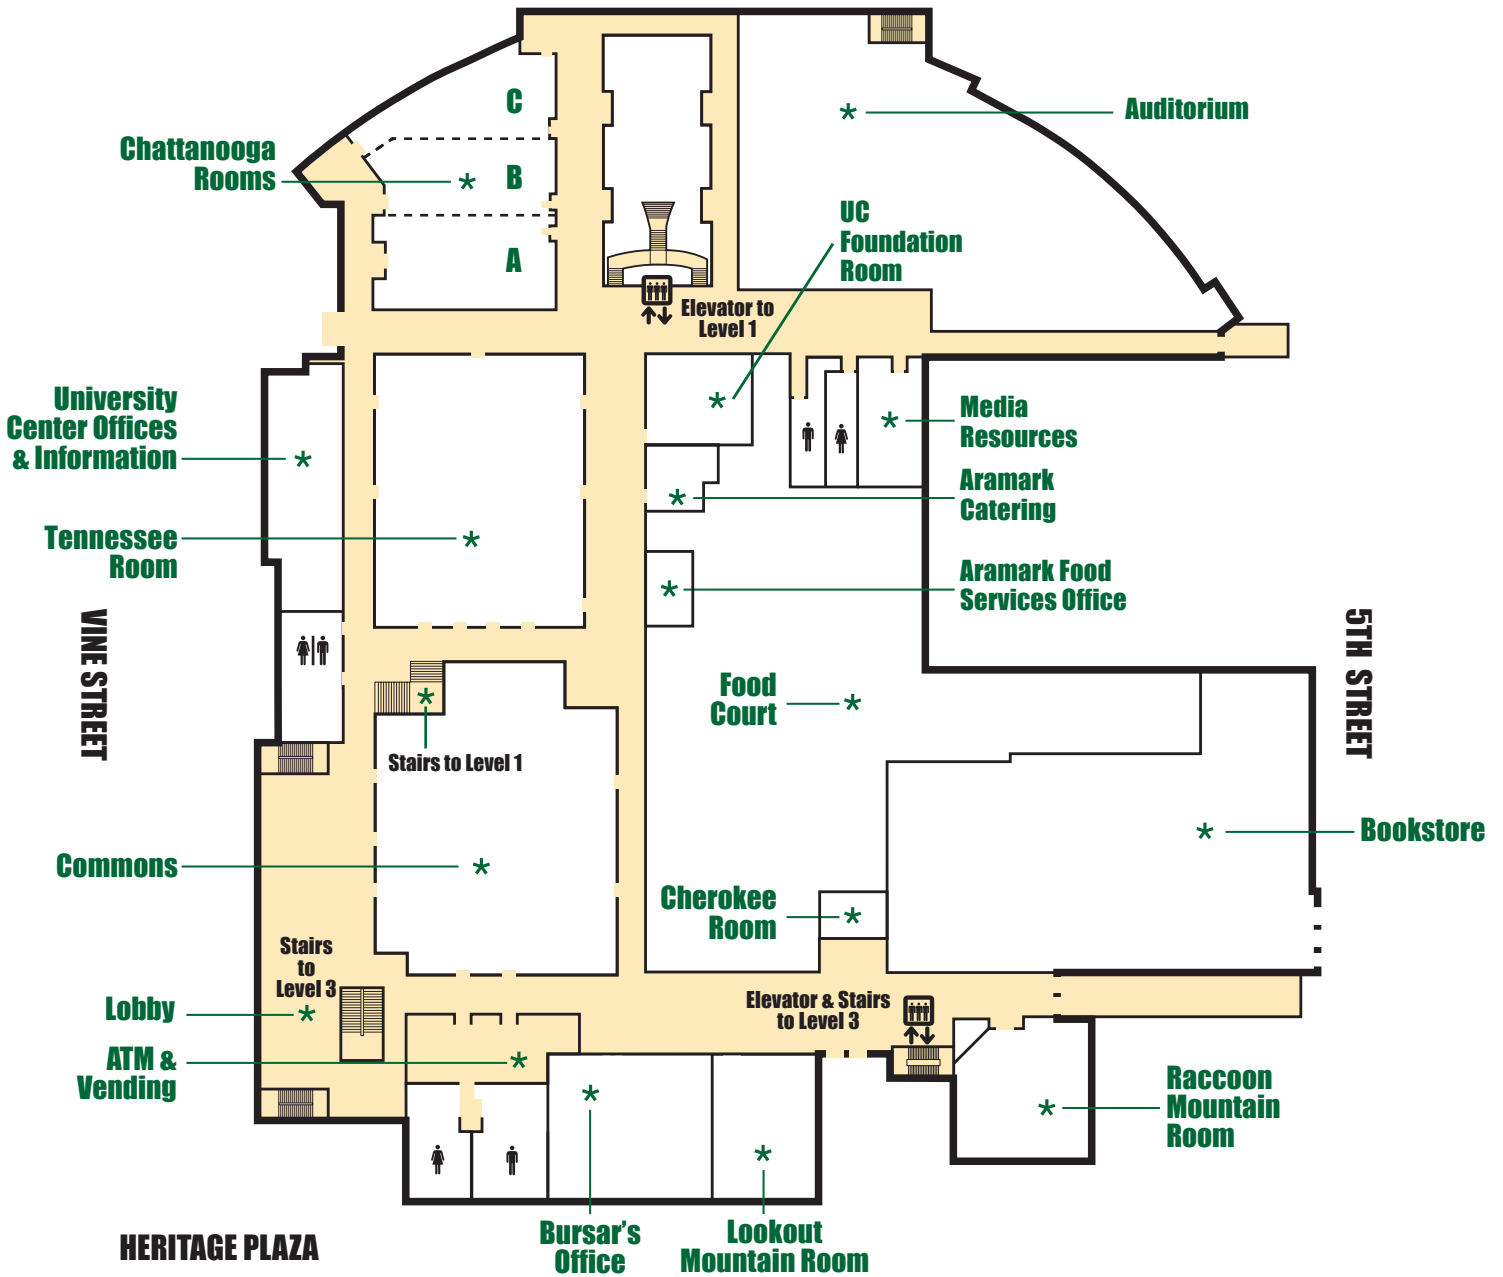 C
Auditorium
Chattanooga
Rooms
B
UC
Foundation
Room
A
Elevator to
Level 1
University
Center Offices
& Information
Media
Resources
Aramark
Catering
Tennessee
Room
Aramark Food
Services Office
VINE STREET
5TH STREET
Food
Court
Stairs to Level 1
Bookstore
Commons
Cherokee
Room
Stairs
to
Level 3
Lobby
Elevator & Stairs
to Level 3
ATM &
Vending
Raccoon
Mountain
Room
Bursar's
Office
Lookout
Mountain Room
HERITAGE PLAZA